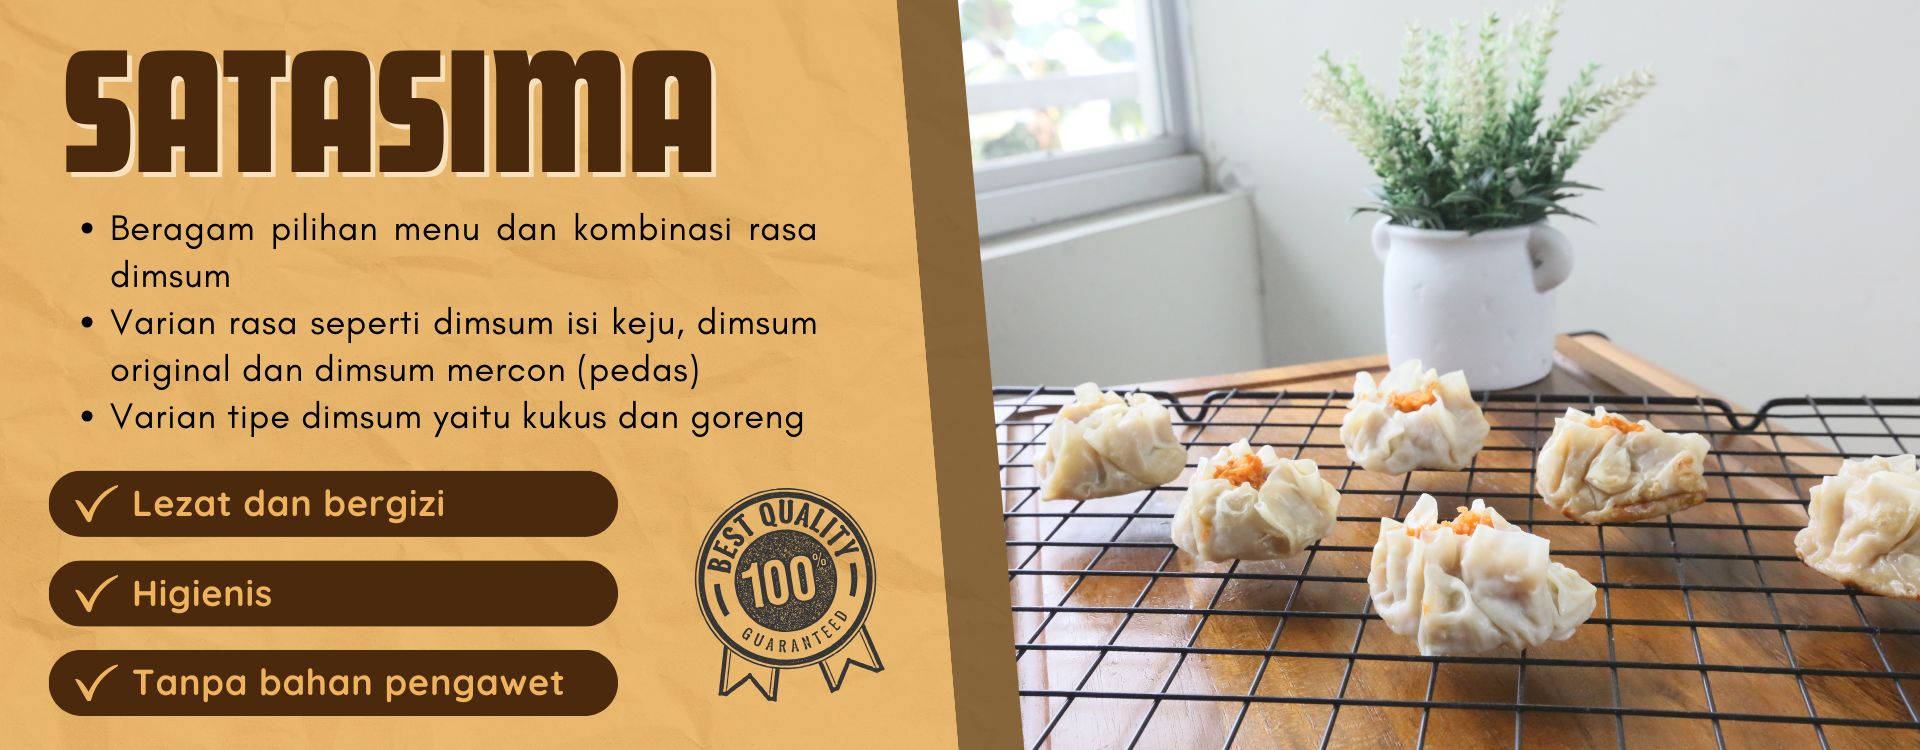 SATASIMA
• Beragam pilihan menu dan kombinasi rasa
dimsum
• Varian rasa seperti dimsum isi keju, dimsum
original dan dimsum mercon (pedas)
• Varian tipe dimsum yaitu kukus dan goreng
✓ Lezat dan bergizi
✓ Higienis
✓ Tanpa bahan pengawet
BEST QUALITY
100%
GUARANTEED